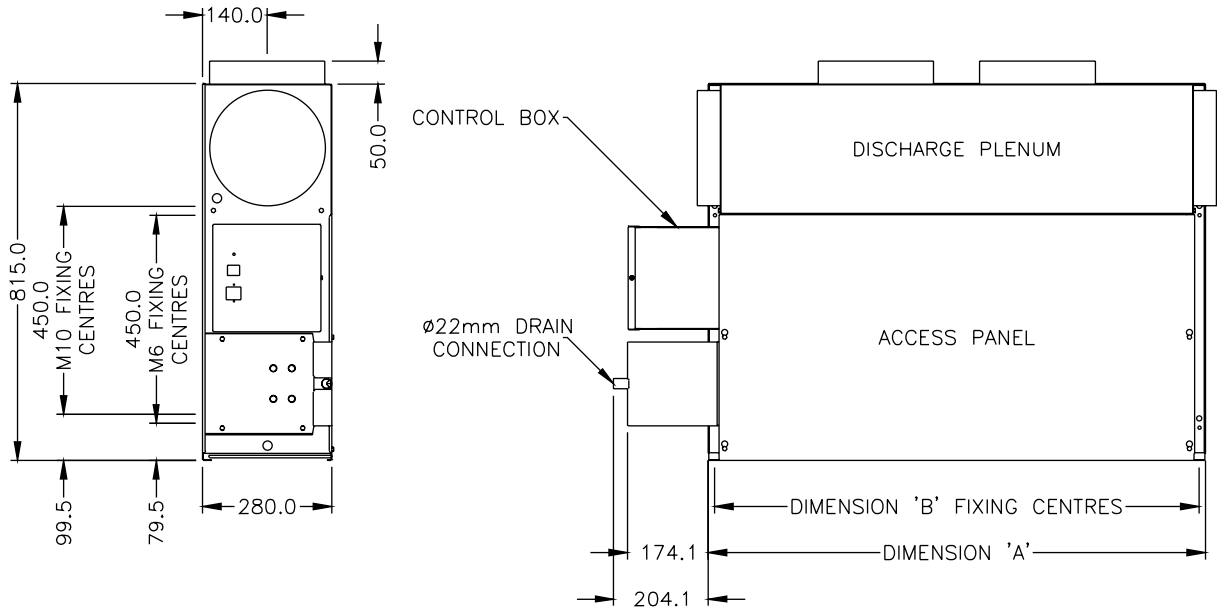 140.0
50.0
815.0
450.0
M10 FIXING
CENTRES
450.0
M6 FIXING
CENTRES
99.5
79.5
280.0
CONTROL BOX
DISCHARGE PLENUM
ø22mm DRAIN
CONNECTION
ACCESS PANEL
DIMENSION 'B' FIXING CENTRES
174.1
DIMENSION 'A'
204.1